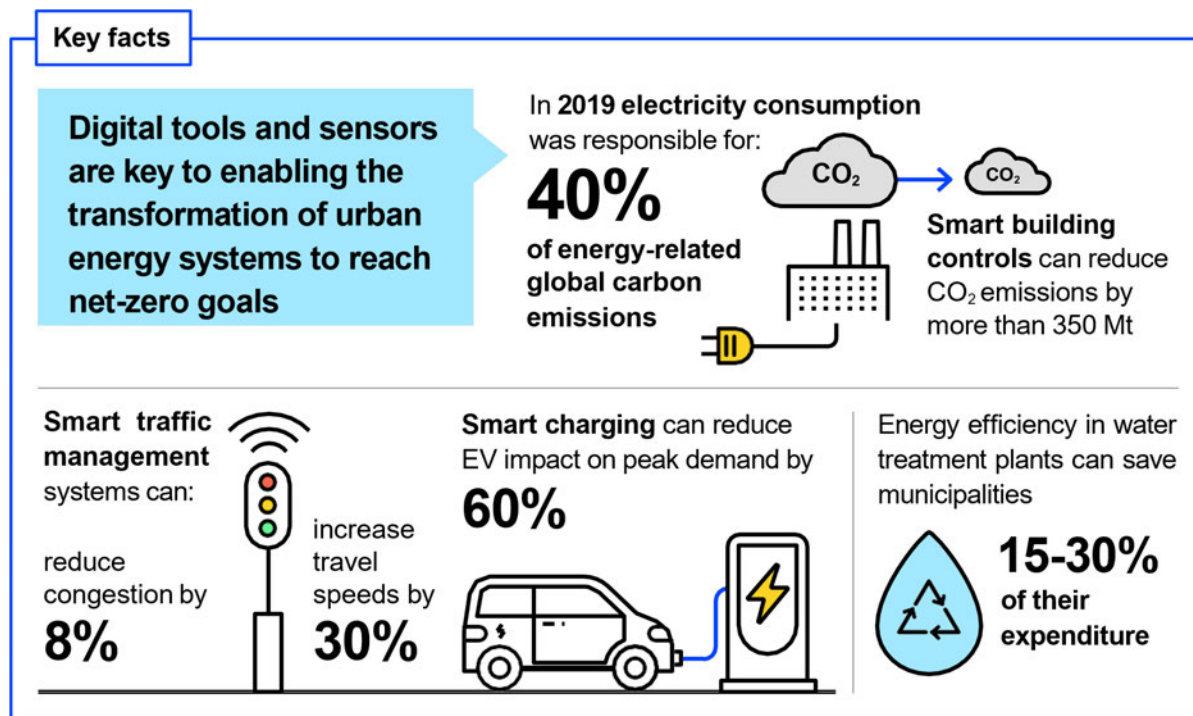 Key facts
Digital tools and sensors
are key to enabling the
transformation of urban
energy systems to reach
net-zero goals
In 2019 electricity consumption
was responsible for:
40%
of energy-related
global carbon
emissions
CO₂
CO₂
Smart building
controls can reduce
CO₂ emissions by
more than 350 Mt
Smart traffic
management
systems can:
reduce
congestion by
8%
increase
travel
speeds by
30%
Smart charging can reduce
EV impact on peak demand by
60%
Energy efficiency in water
treatment plants can save
municipalities
15-30%
of their
expenditure